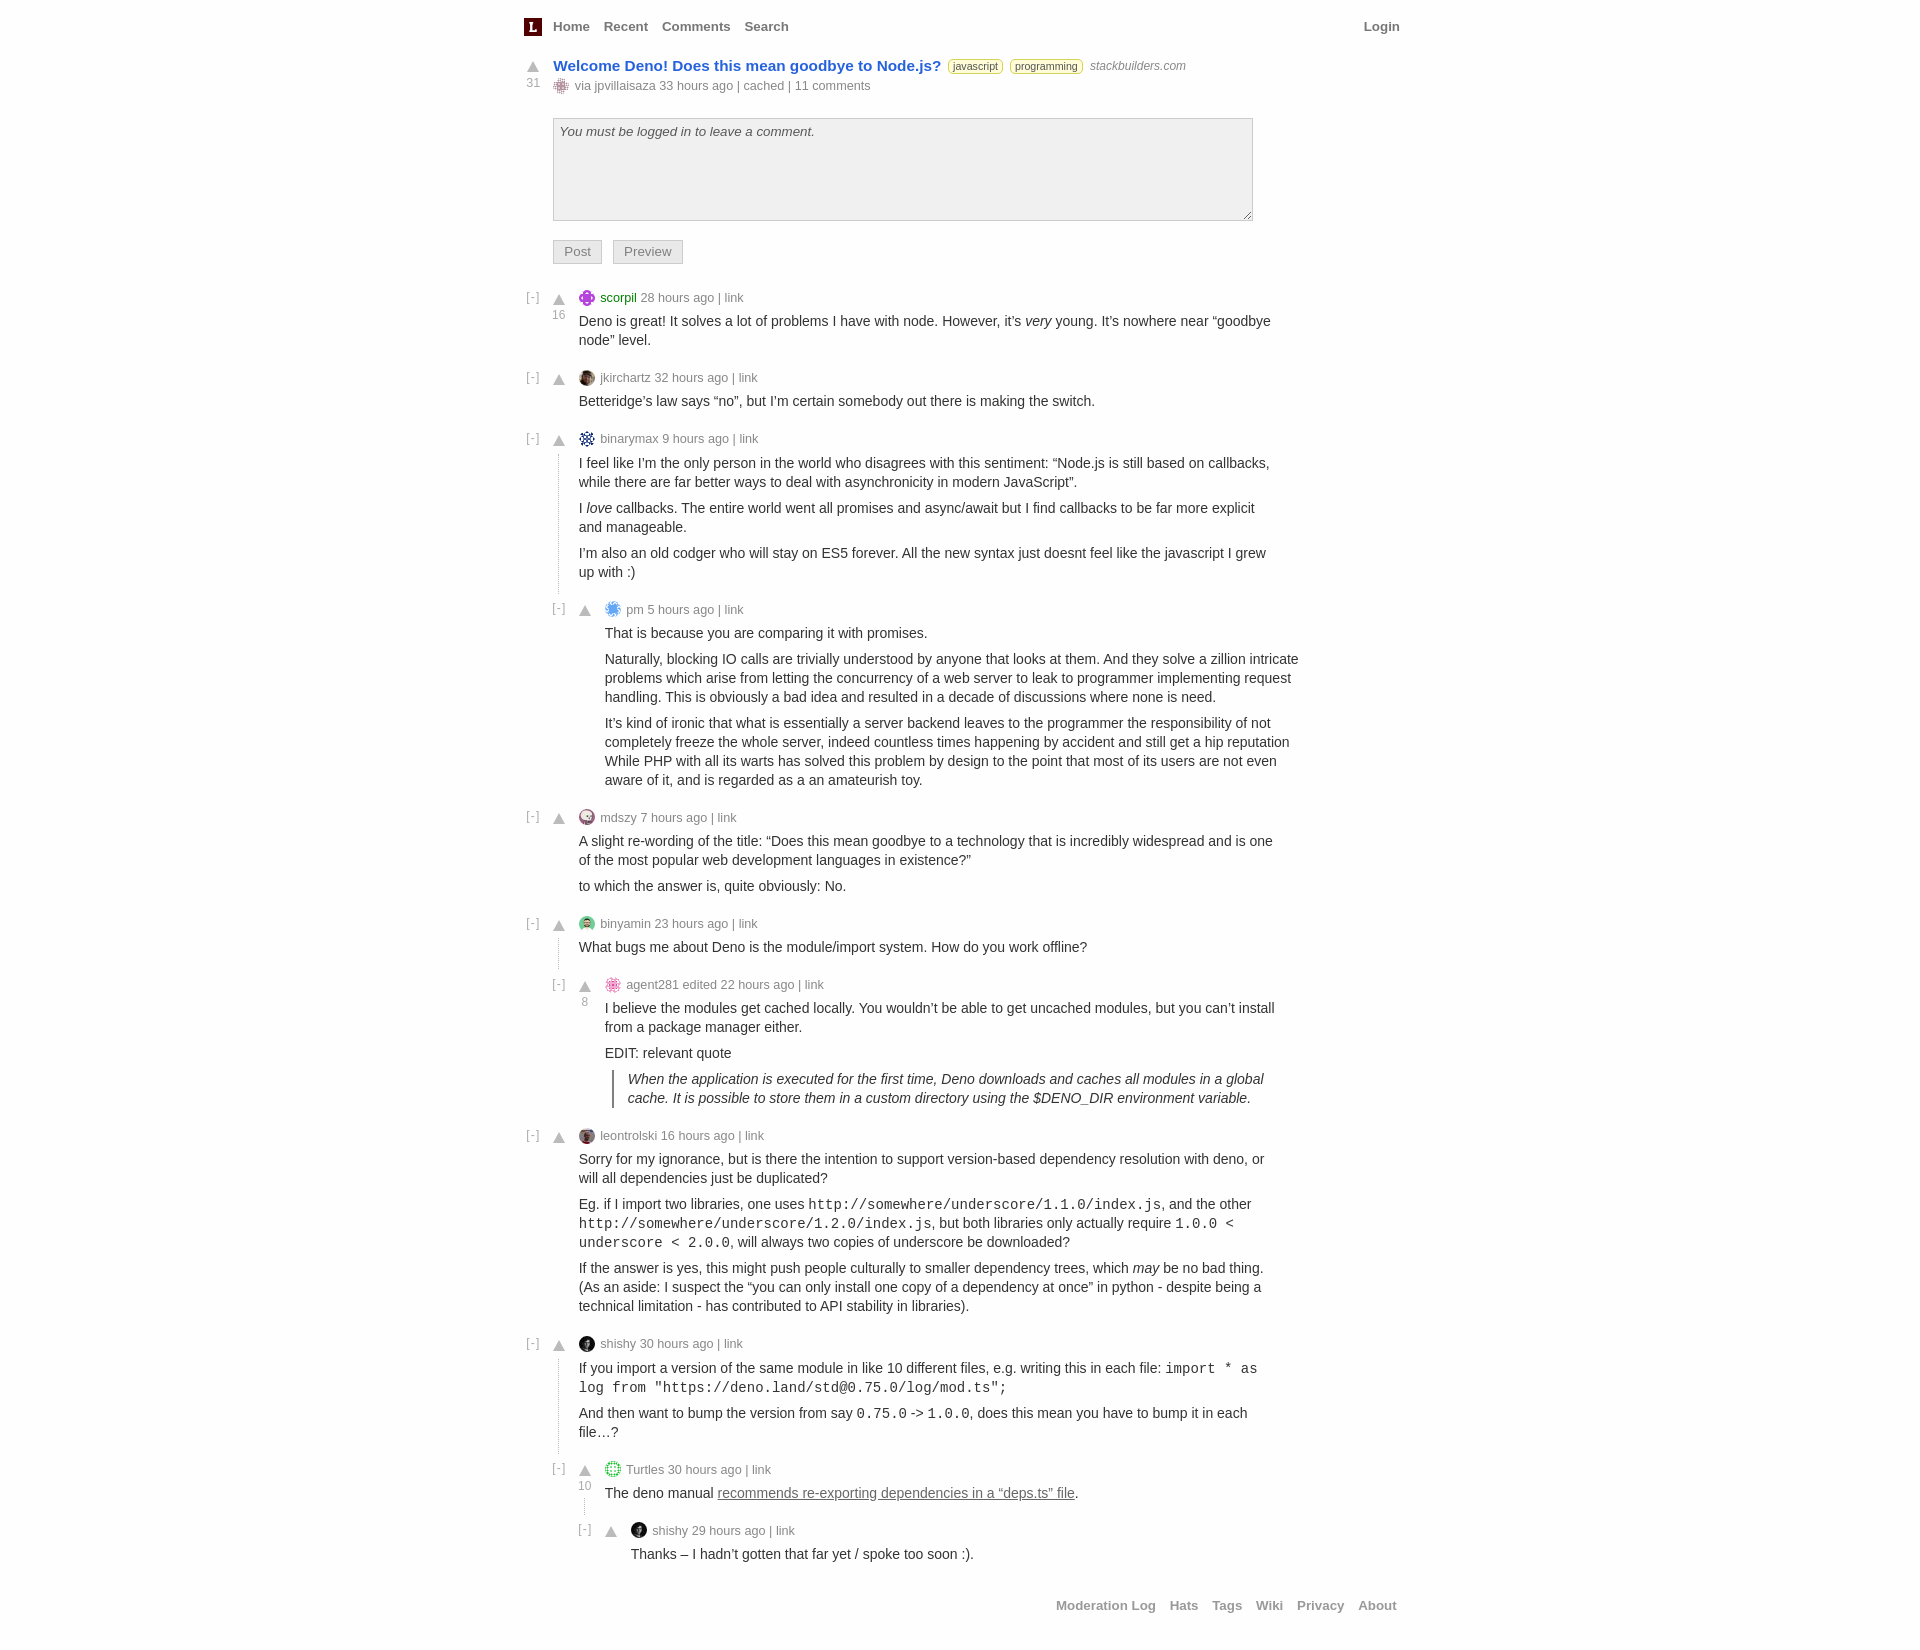 L Home Recent Comments Search Login
Welcome Deno! Does this mean goodbye to Node.js? javascript programming stackbuilders.com
31 via jpvillaisaza 33 hours ago | cached | 11 comments
You must be logged in to leave a comment.
Post Preview
[-] scorpil 28 hours ago | link
16 Deno is great! It solves a lot of problems I have with node. However, it’s very young. It’s nowhere near “goodbye
node” level.
[-] jkirchartz 32 hours ago | link
Betteridge’s law says “no”, but I’m certain somebody out there is making the switch.
[-] binarymax 9 hours ago | link
I feel like I’m the only person in the world who disagrees with this sentiment: “Node.js is still based on callbacks,
while there are far better ways to deal with asynchronicity in modern JavaScript”.
I love callbacks. The entire world went all promises and async/await but I find callbacks to be far more explicit
and manageable.
I’m also an old codger who will stay on ES5 forever. All the new syntax just doesnt feel like the javascript I grew
up with :)
[-] pm 5 hours ago | link
That is because you are comparing it with promises.
Naturally, blocking IO calls are trivially understood by anyone that looks at them. And they solve a zillion intricate
problems which arise from letting the concurrency of a web server to leak to programmer implementing request
handling. This is obviously a bad idea and resulted in a decade of discussions where none is need.
It’s kind of ironic that what is essentially a server backend leaves to the programmer the responsibility of not
completely freeze the whole server, indeed countless times happening by accident and still get a hip reputation
While PHP with all its warts has solved this problem by design to the point that most of its users are not even
aware of it, and is regarded as a an amateurish toy.
[-] mdszy 7 hours ago | link
A slight re-wording of the title: “Does this mean goodbye to a technology that is incredibly widespread and is one
of the most popular web development languages in existence?”
to which the answer is, quite obviously: No.
[-] binyamin 23 hours ago | link
What bugs me about Deno is the module/import system. How do you work offline?
[-] agent281 edited 22 hours ago | link
8 I believe the modules get cached locally. You wouldn’t be able to get uncached modules, but you can’t install
from a package manager either.
EDIT: relevant quote
When the application is executed for the first time, Deno downloads and caches all modules in a global
cache. It is possible to store them in a custom directory using the $DENO_DIR environment variable.
[-] leontrolski 16 hours ago | link
Sorry for my ignorance, but is there the intention to support version-based dependency resolution with deno, or
will all dependencies just be duplicated?
Eg. if I import two libraries, one uses http://somewhere/underscore/1.1.0/index.js, and the other
http://somewhere/underscore/1.2.0/index.js, but both libraries only actually require 1.0.0 <
underscore < 2.0.0, will always two copies of underscore be downloaded?
If the answer is yes, this might push people culturally to smaller dependency trees, which may be no bad thing.
(As an aside: I suspect the “you can only install one copy of a dependency at once” in python - despite being a
technical limitation - has contributed to API stability in libraries).
[-] shishy 30 hours ago | link
If you import a version of the same module in like 10 different files, e.g. writing this in each file: import * as
log from "https://deno.land/std@0.75.0/log/mod.ts";
And then want to bump the version from say 0.75.0 -> 1.0.0, does this mean you have to bump it in each
file…?
[-] Turtles 30 hours ago | link
10 The deno manual recommends re-exporting dependencies in a “deps.ts” file.
[-] shishy 29 hours ago | link
Thanks – I hadn’t gotten that far yet / spoke too soon :).
Moderation Log Hats Tags Wiki Privacy About